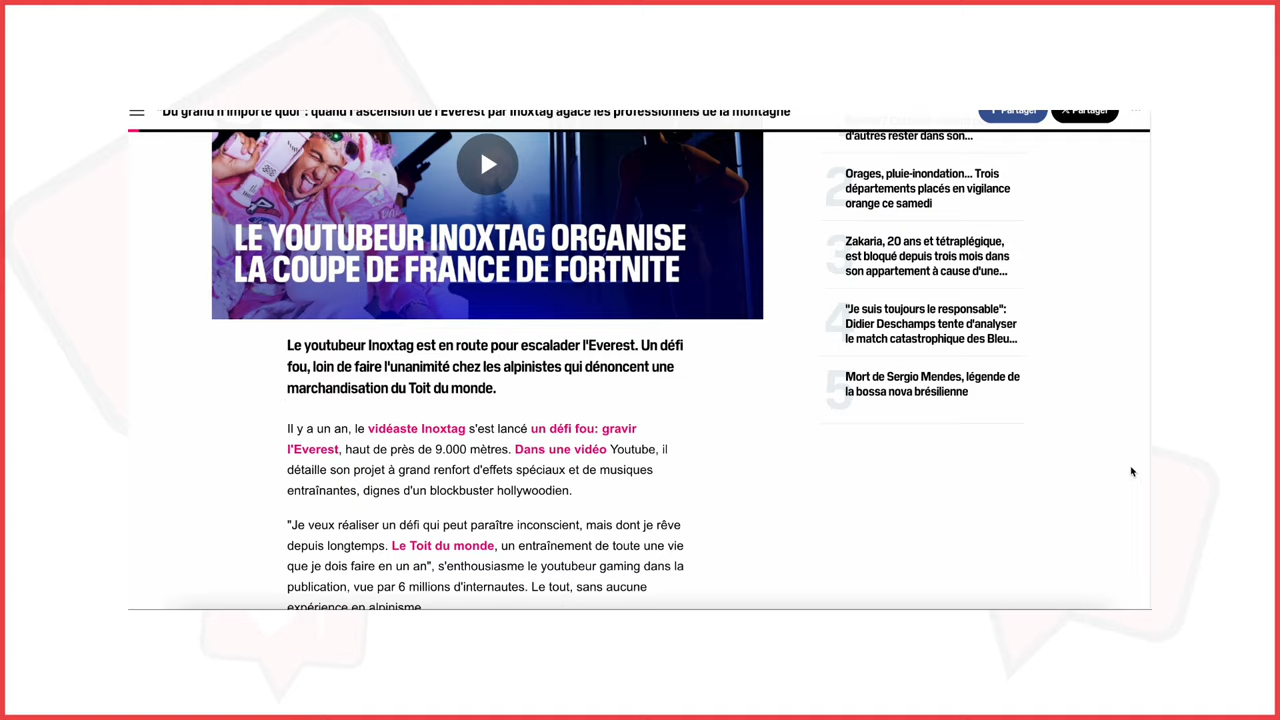 "Du grand n'importe quoi": quand l'ascension de l'Everest par Inoxtag agace les professionnels de la montagne
Partager
Partager
LE YOUTUBEUR INOXTAG ORGANISE
LA COUPE DE FRANCE DE FORTNITE
Le youtubeur Inoxtag est en route pour escalader l'Everest. Un défi
fou, loin de faire l'unanimité chez les alpinistes qui dénoncent une
marchandisation du Toit du monde.
Il y a un an, le vidéaste Inoxtag s'est lancé un défi fou: gravir
l'Everest, haut de près de 9.000 mètres. Dans une vidéo Youtube, il
détaille son projet à grand renfort d'effets spéciaux et de musiques
entraînantes, dignes d'un blockbuster hollywoodien.
"Je veux réaliser un défi qui peut paraître inconscient, mais dont je rêve
depuis longtemps. Le Toit du monde, un entraînement de toute une vie
que je dois faire en un an", s'enthousiasme le youtubeur gaming dans la
publication, vue par 6 millions d'internautes. Le tout, sans aucune
expérience en alpinisme
d'autres rester dans son...
2
Orages, pluie-inondation... Trois
départements placés en vigilance
orange ce samedi
3
Zakaria, 20 ans et tétraplégique,
est bloqué depuis trois mois dans
son appartement à cause d'une...
4
"Je suis toujours le responsable":
Didier Deschamps tente d'analyser
le match catastrophique des Bleu...
5
Mort de Sergio Mendes, légende de
la bossa nova brésilienne